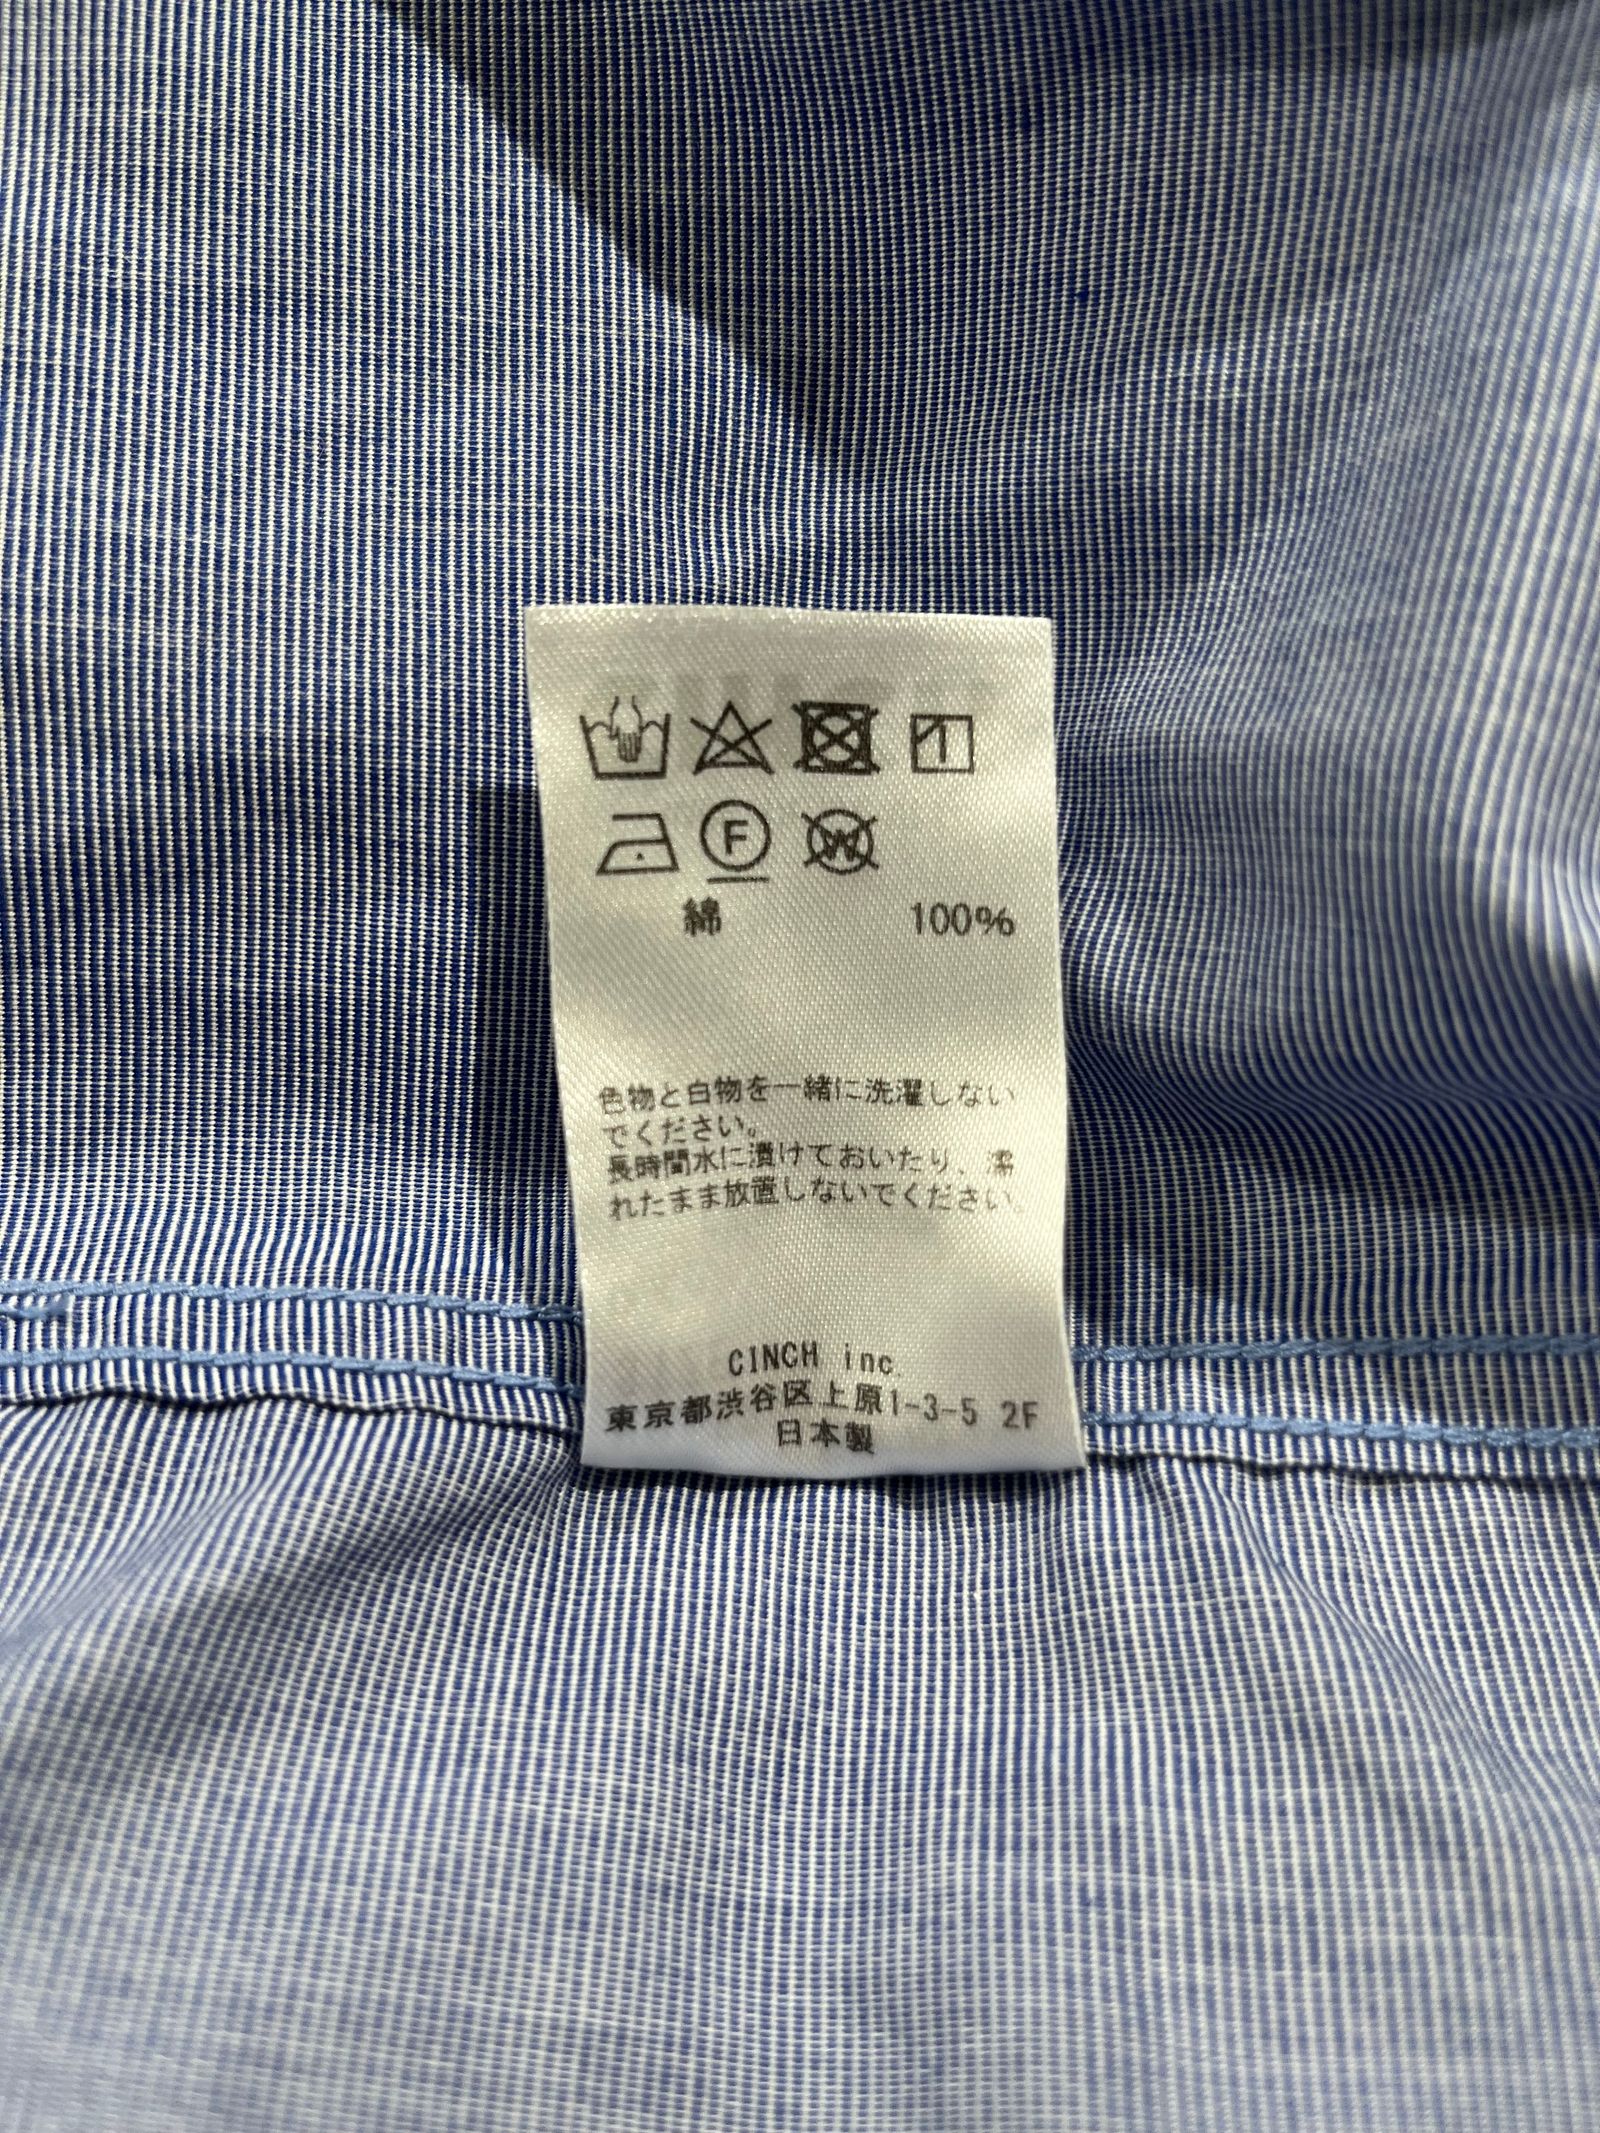 F W
綿 100%
色物と白物を一緒に洗濯しない
でください。
長時間水に漬けておいたり、濡
れたまま放置しないでください。
CINCH inc.
東京都渋谷区上原1-3-5 2F
日本製